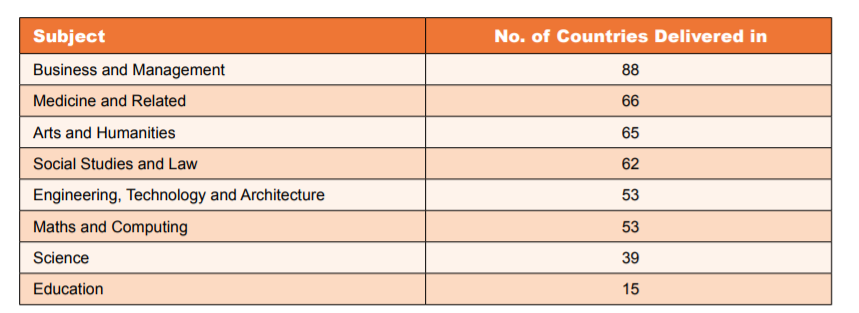 Subject No. of Countries Delivered in
Business and Management 88
Medicine and Related 66
Arts and Humanities 65
Social Studies and Law 62
Engineering, Technology and Architecture 53
Maths and Computing 53
Science 39
Education 15